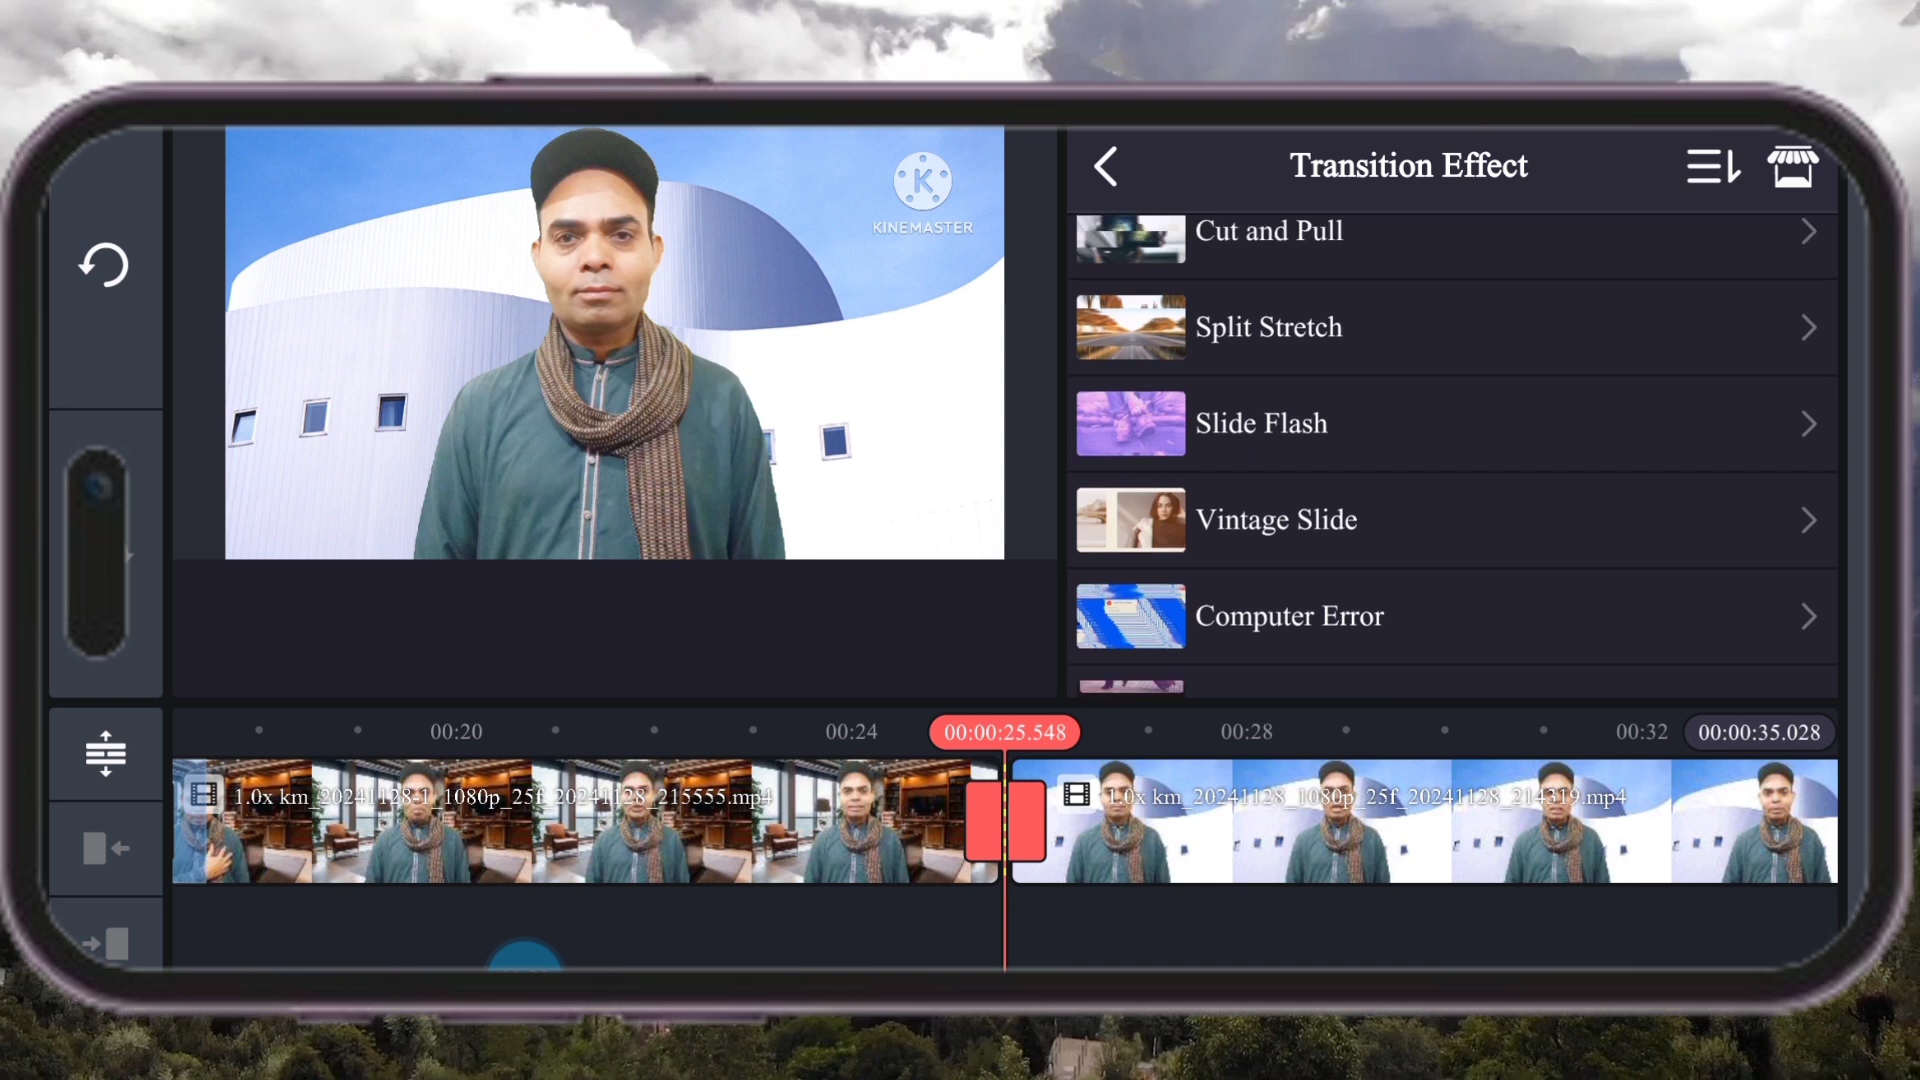 K
KINEMASTER
Transition Effect
Cut and Pull
Split Stretch
Slide Flash
Vintage Slide
Computer Error
00:20
00:24
00:00:25.548
00:28
00:32
00:00:35.028
1.0x km_20241128-1_1080p_25f_20241128_215555.mp4
1.0x km_20241128_1080p_25f_20241128_214319.mp4